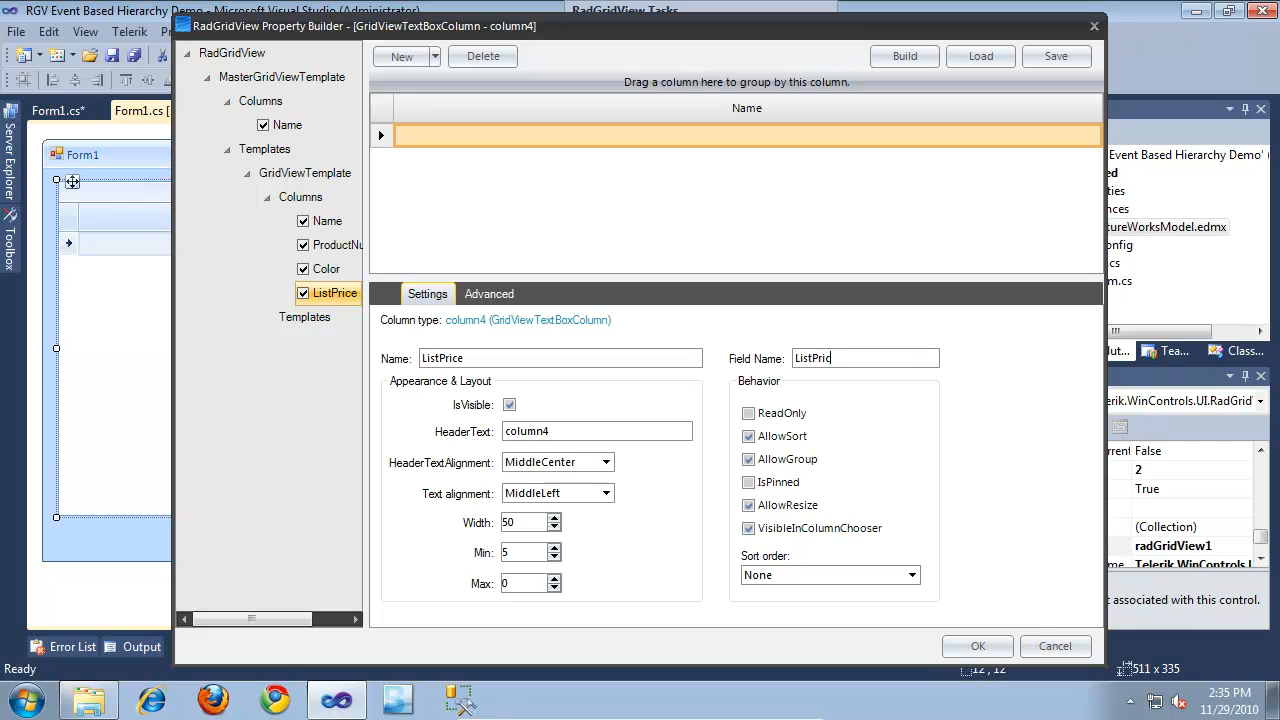 RGV Event Based Hierarchy Demo - Microsoft Visual Studio (Administrator)
RadGridView Tasks
File Edit View Telerik
RadGridView Property Builder - [GridViewTextBoxColumn - column4]
RadGridView
MasterGridViewTemplate
Columns
Name
Templates
GridViewTemplate
Columns
Name
ProductNu
Color
ListPrice
Templates
New Delete Build Load Save
Drag a column here to group by this column.
Name
Settings Advanced
Column type: column4 (GridViewTextBoxColumn)
Name: ListPrice
Field Name: ListPric
Appearance & Layout
IsVisible:
HeaderText: column4
HeaderTextAlignment: MiddleCenter
Text alignment: MiddleLeft
Width: 50
Min: 5
Max: 0
Behavior
ReadOnly
AllowSort
AllowGroup
IsPinned
AllowResize
VisibleInColumnChooser
Sort order:
None
OK Cancel
Form1.cs* Form1.cs [
Form1
Server Explorer
Toolbox
Event Based Hierarchy Demo' (
ed
ties
nces
tureWorksModel.edmx
onfig
.cs
m.cs
lut... Tea... Class...
lerik.WinControls.UI.RadGrid
rrent False
2
True
(Collection)
radGridView1
me Telerik.WinControls.U
t associated with this control.
Error List Output
Ready
12 , 12 511 x 335
2:35 PM
11/29/2010